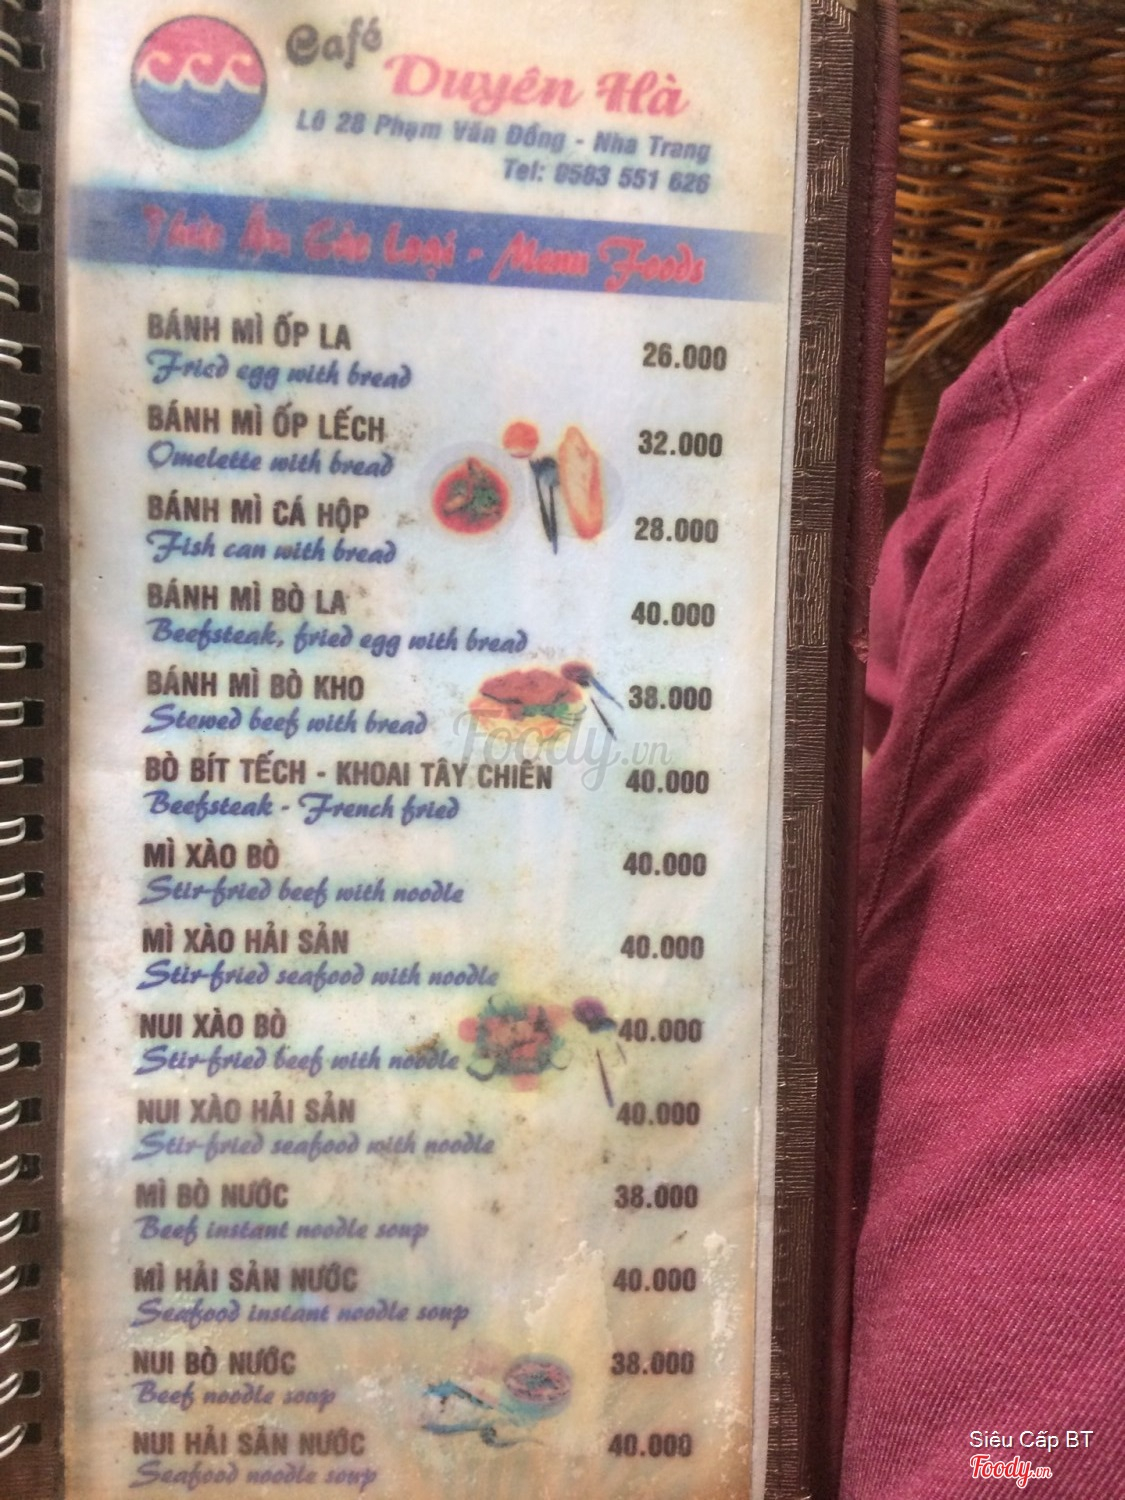 Café
Duyên Hà
Lô 28 Phạm Văn Đồng - Nha Trang
Tel: 0583 551 626
Thức Ăn Các Loại - Menu Foods
BÁNH MÌ ỐP LA 26.000
Fried egg with bread
BÁNH MÌ ỐP LẾCH 32.000
Omelette with bread
BÁNH MÌ CÁ HỘP 28.000
Fish can with bread
BÁNH MÌ BÒ LA 40.000
Beefsteak, fried egg with bread
BÁNH MÌ BÒ KHO 38.000
Stewed beef with bread
Foody.vn
BÒ BÍT TẾCH - KHOAI TÂY CHIÊN 40.000
Beefsteak - French fried
MÌ XÀO BÒ 40.000
Stir-fried beef with noodle
MÌ XÀO HẢI SẢN 40.000
Stir-fried seafood with noodle
NUI XÀO BÒ 40.000
Stir-fried beef with noodle
NUI XÀO HẢI SẢN 40.000
Stir-fried seafood with noodle
MÌ BÒ NƯỚC 38.000
Beef instant noodle soup
MÌ HẢI SẢN NƯỚC 40.000
Seafood instant noodle soup
NUI BÒ NƯỚC 38.000
Beef noodle soup
NUI HẢI SẢN NƯỚC 40.000
Seafood noodle soup
Siêu Cấp BT
Foody.vn